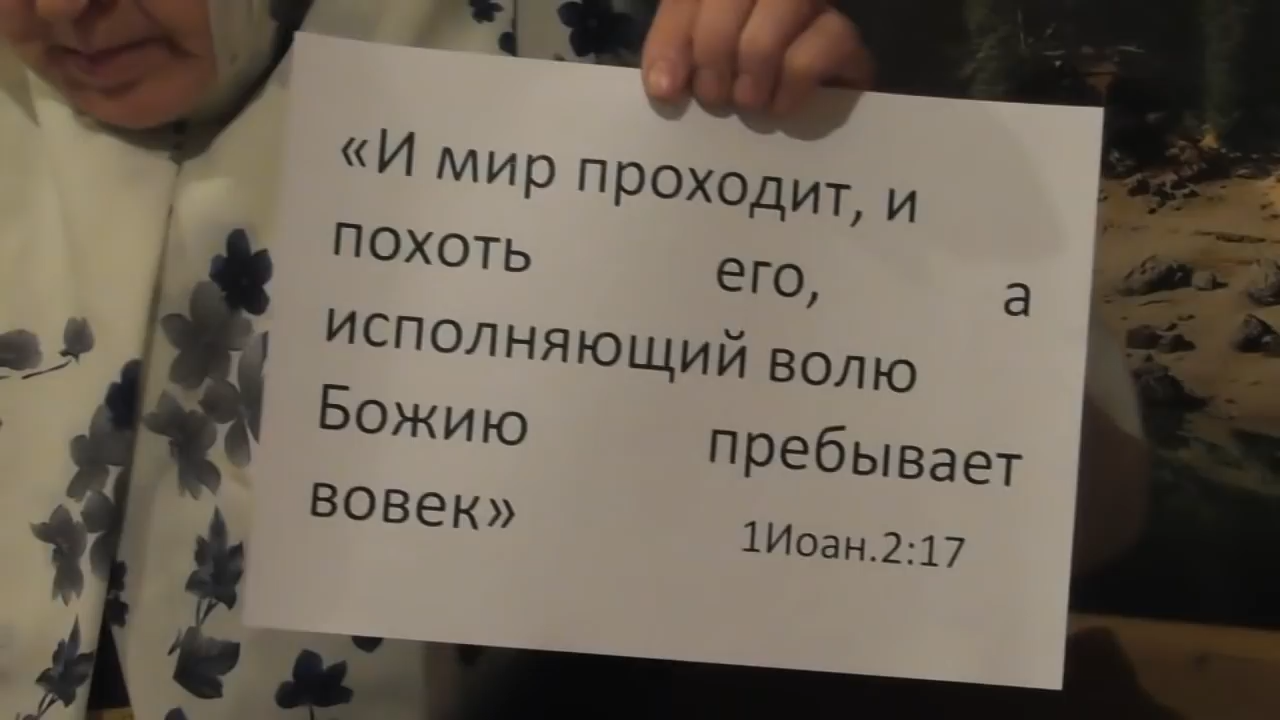 «И мир проходит, и
похоть его, а
исполняющий волю
Божию пребывает
вовек»
1Иоан.2:17